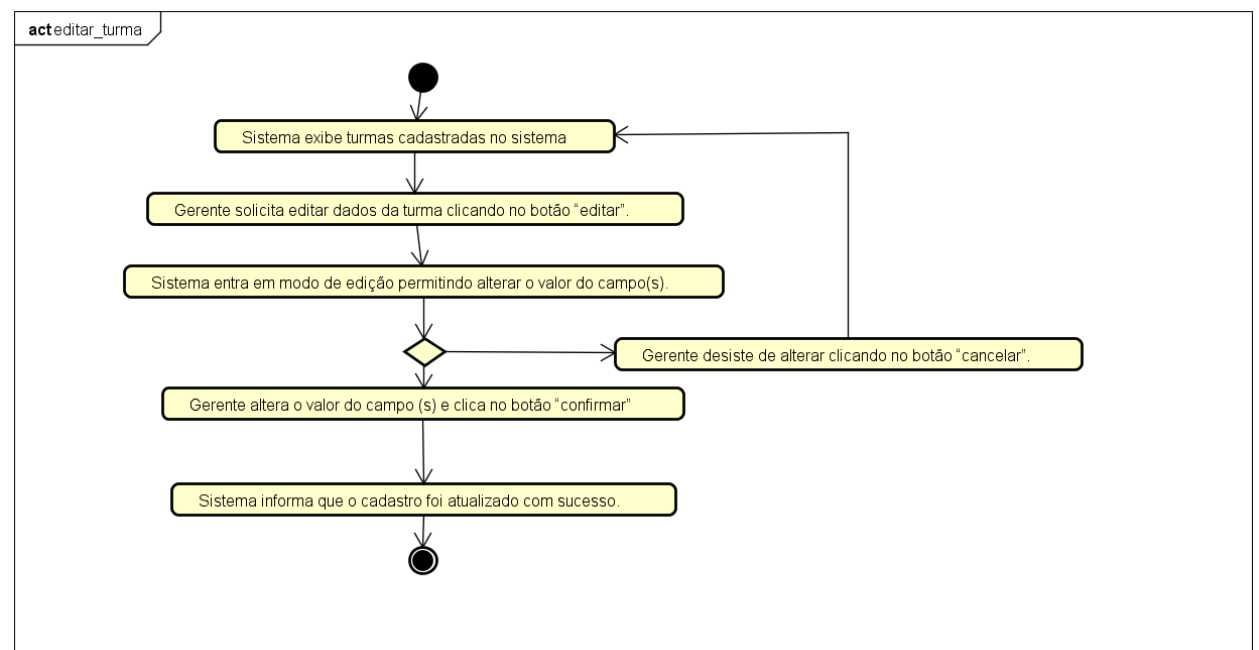 act editar_turma
Sistema exibe turmas cadastradas no sistema
Gerente solicita editar dados da turma clicando no botão “editar”.
Sistema entra em modo de edição permitindo alterar o valor do campo(s).
Gerente desiste de alterar clicando no botão “cancelar”.
Gerente altera o valor do campo (s) e clica no botão “confirmar”
Sistema informa que o cadastro foi atualizado com sucesso.